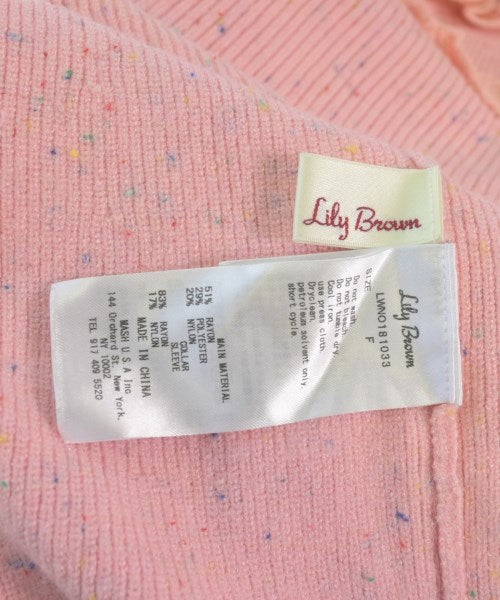 Lily Brown
Lily Brown
LWNO181033
SIZE F
Do not wash.
Do not bleach.
Do not tumble dry.
Cool iron.
use press cloth.
Dryclean.
petroleum solvent only.
short cycle.
MAIN MATERIAL
51% RAYON
29% POLYESTER
20% NYLON
COLLAR
SLEEVE
83% RAYON
17% NYLON
MADE IN CHINA
MASH U S A Inc
144 Orchard St. New York.
NY 10002
TEL 917 409 5520